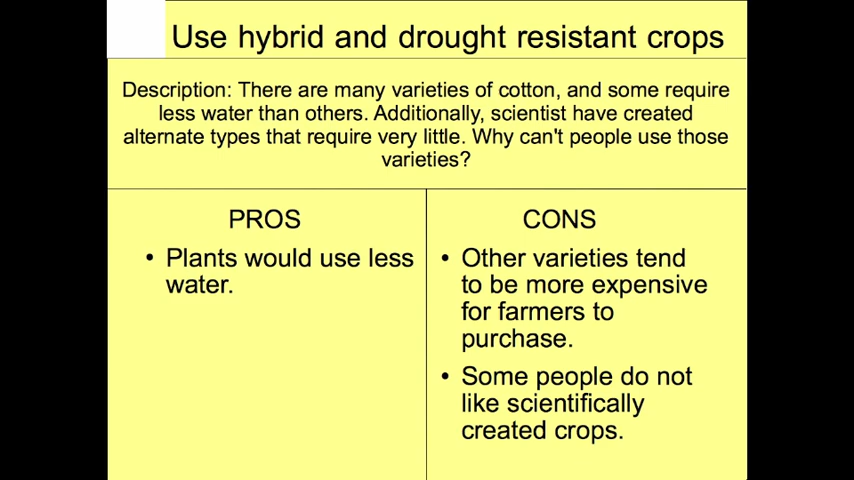 Use hybrid and drought resistant crops
Description: There are many varieties of cotton, and some require
less water than others. Additionally, scientist have created
alternate types that require very little. Why can't people use those
varieties?
PROS
• Plants would use less
water.
CONS
• Other varieties tend
to be more expensive
for farmers to
purchase.
• Some people do not
like scientifically
created crops.